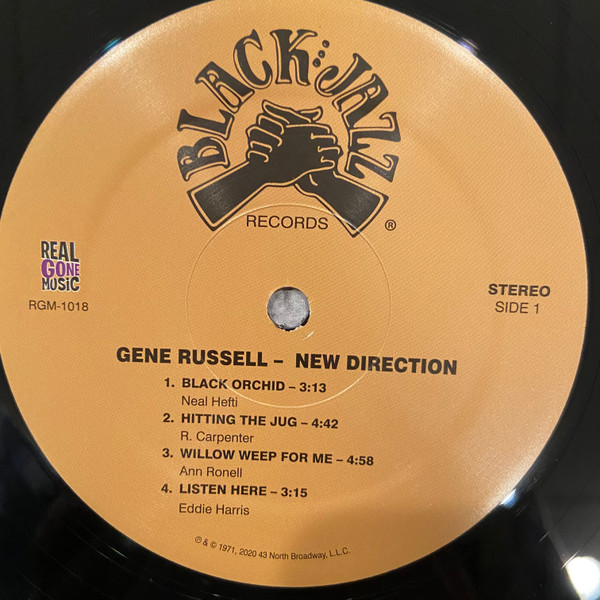 BLACK JAZZ
RECORDS ®
REAL
GONE
MUSiC
RGM-1018
STEREO
SIDE 1
GENE RUSSELL – NEW DIRECTION
1. BLACK ORCHID – 3:13
Neal Hefti
2. HITTING THE JUG – 4:42
R. Carpenter
3. WILLOW WEEP FOR ME – 4:58
Ann Ronell
4. LISTEN HERE – 3:15
Eddie Harris
℗ & © 1971, 2020 43 North Broadway, L.L.C.